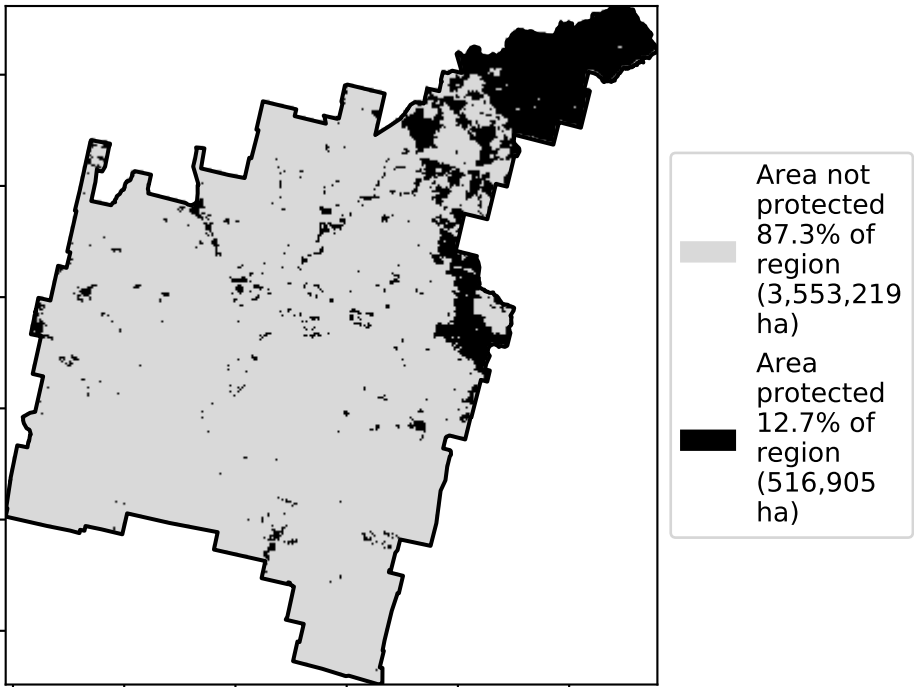 Area not
protected
87.3% of
region
(3,553,219
ha)
Area
protected
12.7% of
region
(516,905
ha)